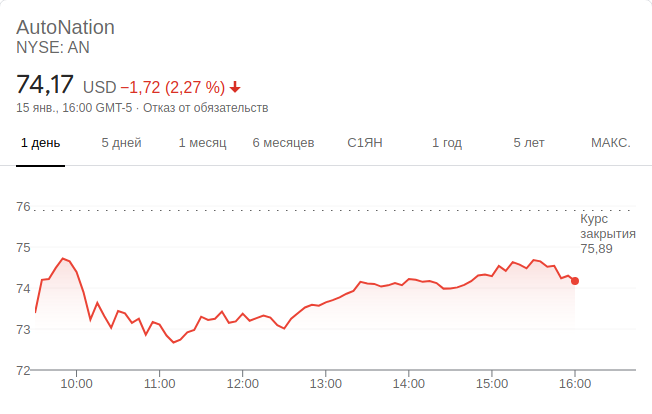 AutoNation
NYSE: AN
74,17 USD −1,72 (2,27 %)
15 янв., 16:00 GMT-5 · Отказ от обязательств
1 день 5 дней 1 месяц 6 месяцев С1ЯН 1 год 5 лет МАКС.
76
Курс
закрытия
75,89
75
74
73
72
10:00 11:00 12:00 13:00 14:00 15:00 16:00